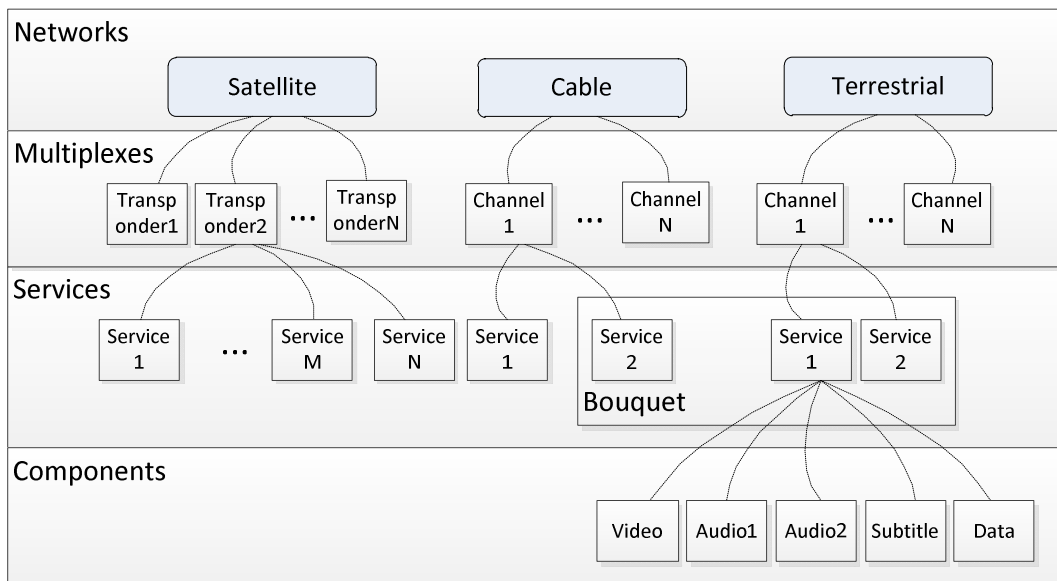 Networks
Satellite
Cable
Terrestrial
Multiplexes
Transp
onder1
Transp
onder2
...
Transp
onderN
Channel
1
...
Channel
N
Channel
1
...
Channel
N
Services
Service
1
...
Service
M
Service
N
Service
1
Service
2
Service
1
Service
2
Bouquet
Components
Video
Audio1
Audio2
Subtitle
Data